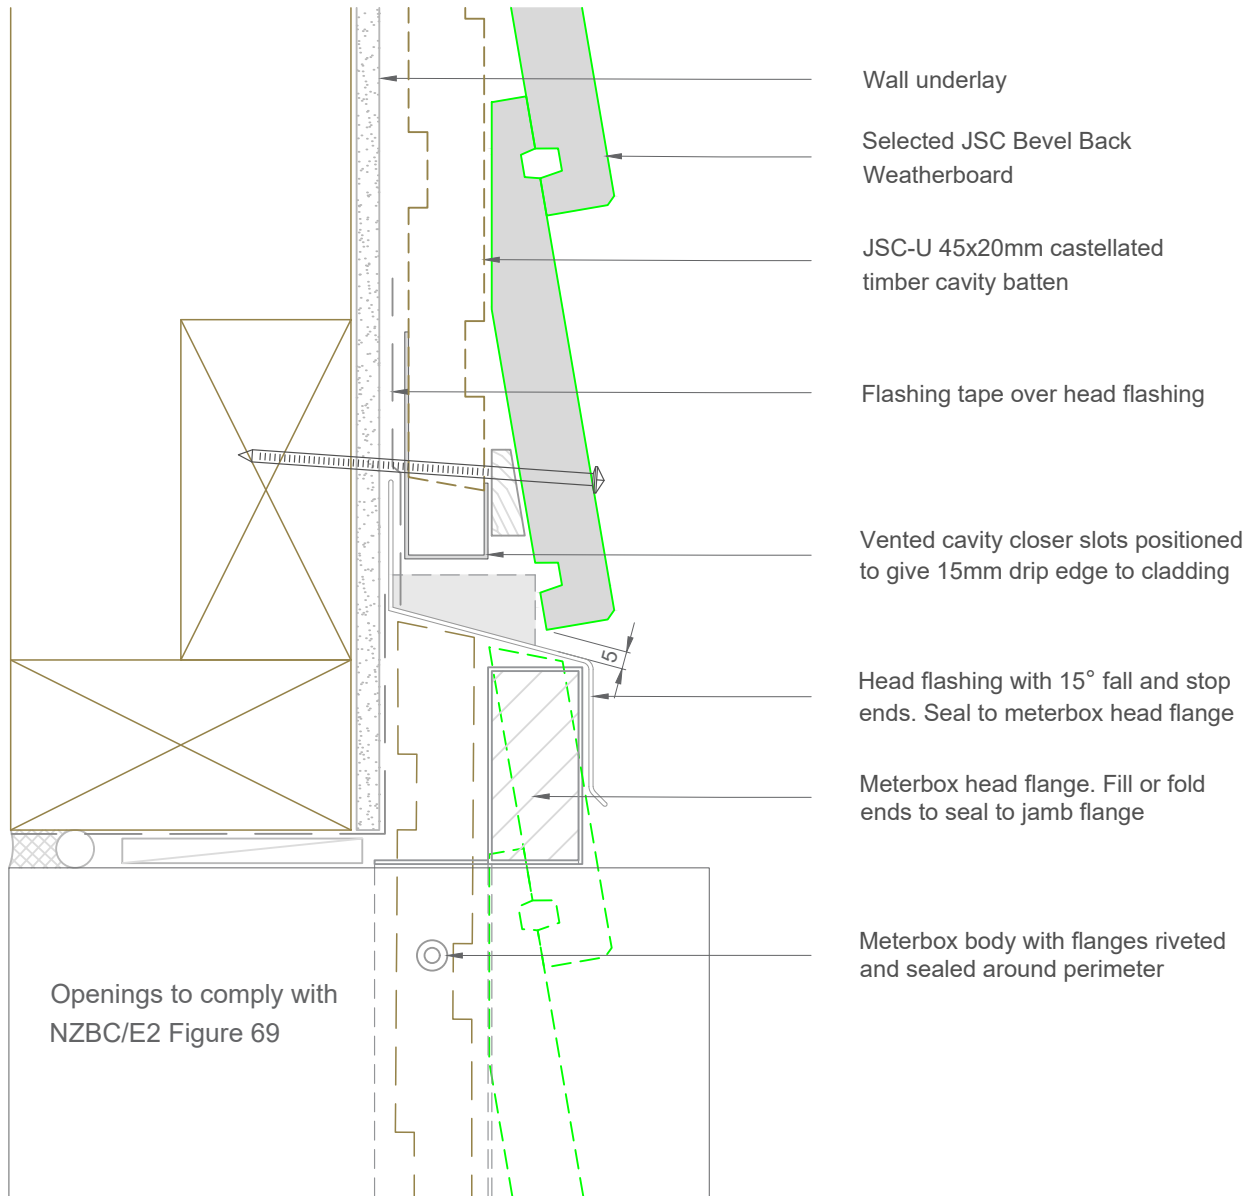 Wall underlay
Selected JSC Bevel Back
Weatherboard
JSC-U 45x20mm castellated
timber cavity batten
Flashing tape over head flashing
Vented cavity closer slots positioned
to give 15mm drip edge to cladding
5
Head flashing with 15° fall and stop
ends. Seal to meterbox head flange
Meterbox head flange. Fill or fold
ends to seal to jamb flange
Meterbox body with flanges riveted
and sealed around perimeter
Openings to comply with
NZBC/E2 Figure 69